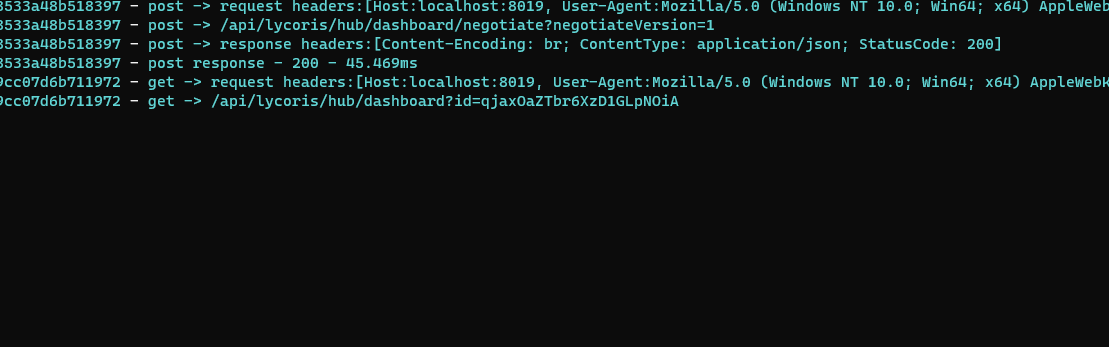 8533a48b518397 - post -> request headers:[Host:localhost:8019, User-Agent:Mozilla/5.0 (Windows NT 10.0; Win64; x64) AppleWeb
8533a48b518397 - post -> /api/lycoris/hub/dashboard/negotiate?negotiateVersion=1
8533a48b518397 - post -> response headers:[Content-Encoding: br; ContentType: application/json; StatusCode: 200]
8533a48b518397 - post response - 200 - 45.469ms
9cc07d6b711972 - get -> request headers:[Host:localhost:8019, User-Agent:Mozilla/5.0 (Windows NT 10.0; Win64; x64) AppleWebK
9cc07d6b711972 - get -> /api/lycoris/hub/dashboard?id=qjaxOaZTbr6XzD1GLpNOiA